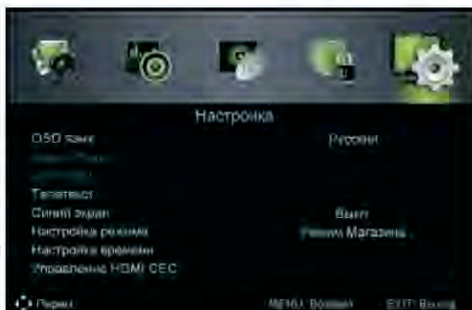 Настройка
OSD язык Русский
Телетекст
Синий экран Выкл
Настройка режима Режим Магазина
Настройка времени
Управление HDMI CEC
MENU: Возврат EXIT: Выход